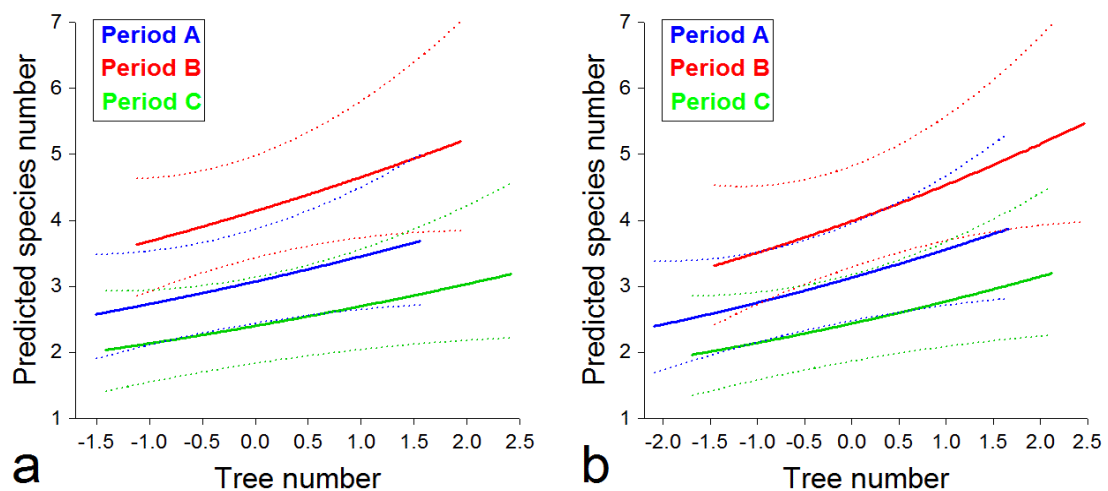 Predicted species number
7
6
5
4
3
2
1
Period A
Period B
Period C
-1.5 -1.0 -0.5 0.0 0.5 1.0 1.5 2.0 2.5
Tree number
a
Predicted species number
7
6
5
4
3
2
1
Period A
Period B
Period C
-2.0 -1.5 -1.0 -0.5 0.0 0.5 1.0 1.5 2.0 2.5
Tree number
b